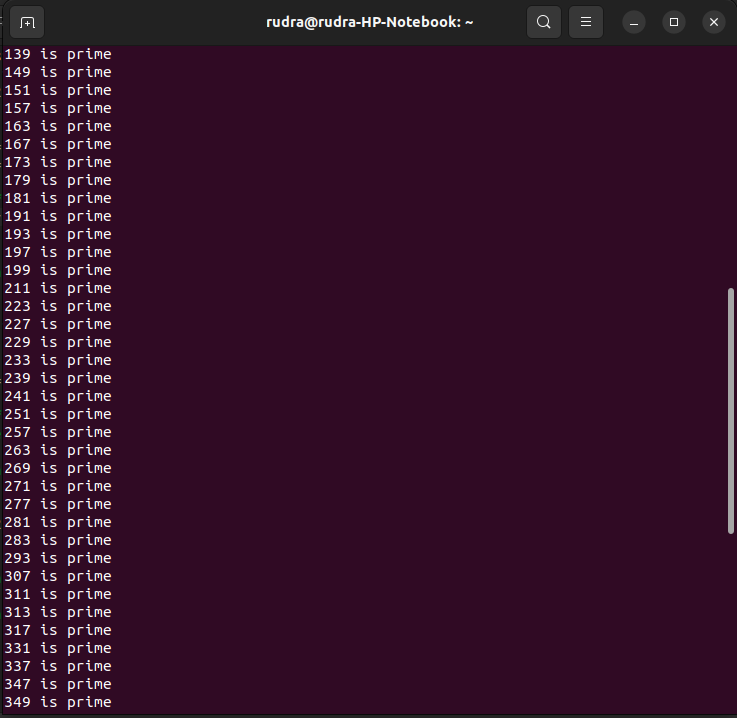 rudra@rudra-HP-Notebook: ~
139 is prime
149 is prime
151 is prime
157 is prime
163 is prime
167 is prime
173 is prime
179 is prime
181 is prime
191 is prime
193 is prime
197 is prime
199 is prime
211 is prime
223 is prime
227 is prime
229 is prime
233 is prime
239 is prime
241 is prime
251 is prime
257 is prime
263 is prime
269 is prime
271 is prime
277 is prime
281 is prime
283 is prime
293 is prime
307 is prime
311 is prime
313 is prime
317 is prime
331 is prime
337 is prime
347 is prime
349 is prime